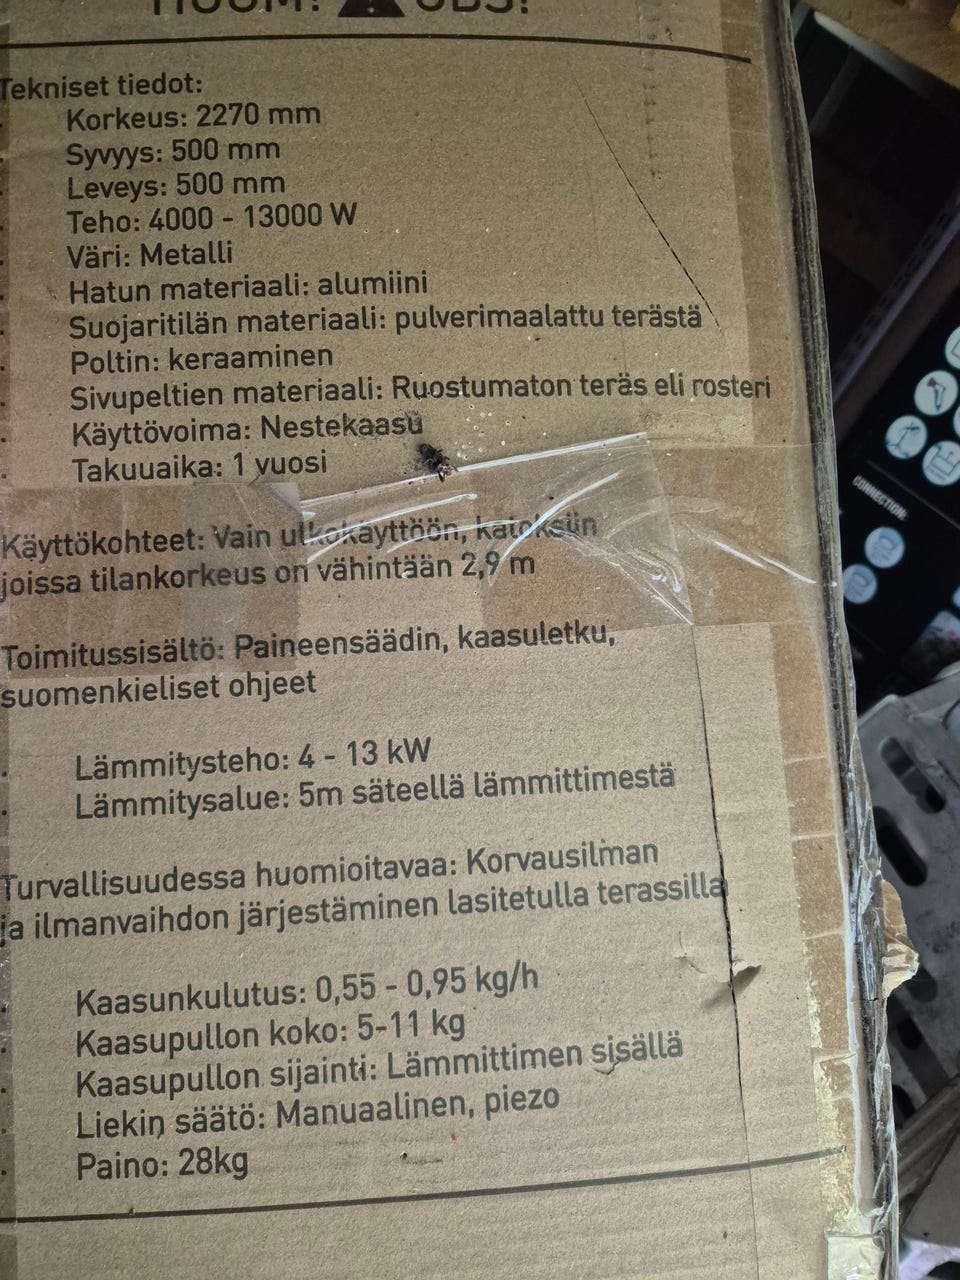 HUOM! OBS!
Tekniset tiedot:
Korkeus: 2270 mm
Syvyys: 500 mm
Leveys: 500 mm
Teho: 4000 - 13000 W
Väri: Metalli
Hatun materiaali: alumiini
Suojaritilän materiaali: pulverimaalattu terästä
Poltin: keraaminen
Sivupeltien materiaali: Ruostumaton teräs eli rosteri
Käyttövoima: Nestekaasu
Takuuaika: 1 vuosi
Käyttökohteet: Vain ulkokäyttöön, katoksiin
joissa tilankorkeus on vähintään 2,9 m
Toimitussisältö: Paineensäädin, kaasuletku,
suomenkieliset ohjeet
Lämmitysteho: 4 - 13 kW
Lämmitysalue: 5m säteellä lämmittimestä
Turvallisuudessa huomioitavaa: Korvausilman
ja ilmanvaihdon järjestäminen lasitetulla terassilla
Kaasunkulutus: 0,55 - 0,95 kg/h
Kaasupullon koko: 5-11 kg
Kaasupullon sijainti: Lämmittimen sisällä
Liekin säätö: Manuaalinen, piezo
Paino: 28kg
CONNECTION: